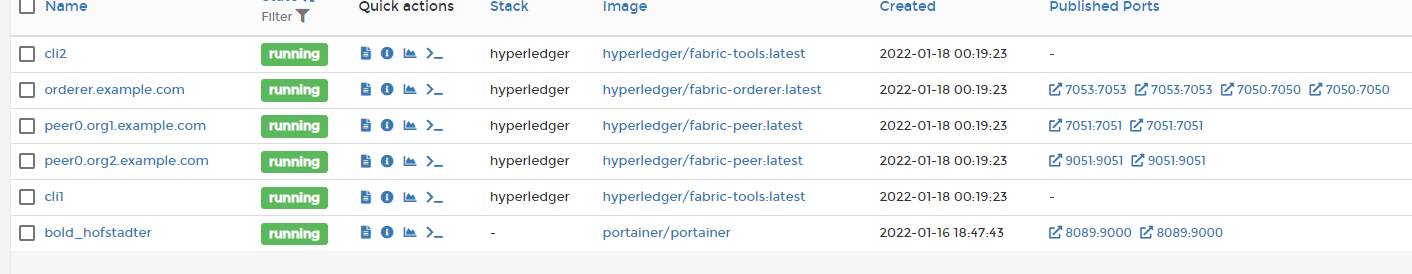 Name Filter Quick actions Stack Image Created Published Ports
cli2 running hyperledger hyperledger/fabric-tools:latest 2022-01-18 00:19:23 -
orderer.example.com running hyperledger hyperledger/fabric-orderer:latest 2022-01-18 00:19:23 7053:7053 7053:7053 7050:7050 7050:7050
peer0.org1.example.com running hyperledger hyperledger/fabric-peer:latest 2022-01-18 00:19:23 7051:7051 7051:7051
peer0.org2.example.com running hyperledger hyperledger/fabric-peer:latest 2022-01-18 00:19:23 9051:9051 9051:9051
cli1 running hyperledger hyperledger/fabric-tools:latest 2022-01-18 00:19:23 -
bold_hofstadter running - portainer/portainer 2022-01-16 18:47:43 8089:9000 8089:9000